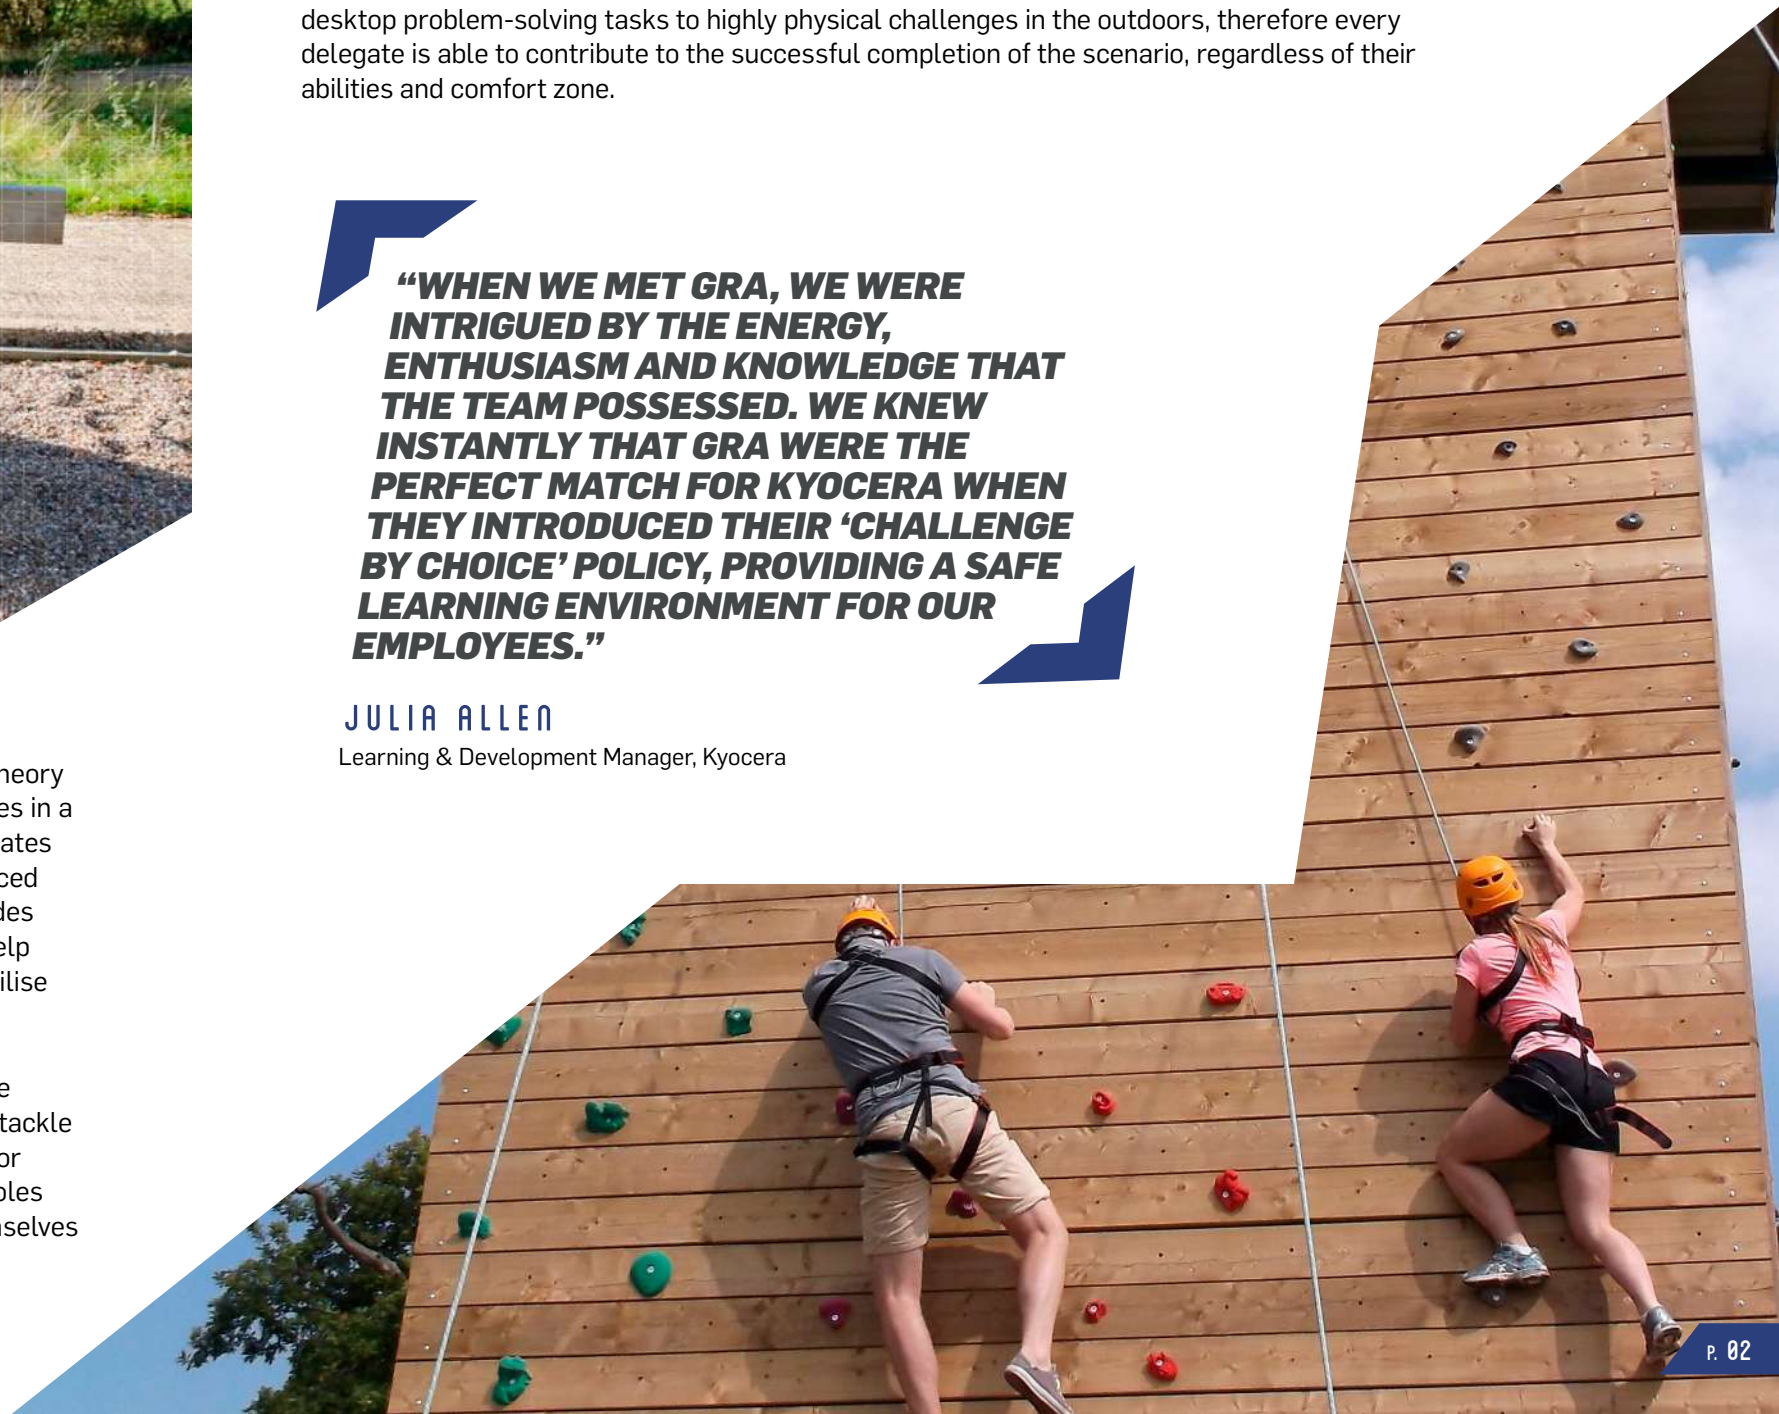 desktop problem-solving tasks to highly physical challenges in the outdoors, therefore every
delegate is able to contribute to the successful completion of the scenario, regardless of their
abilities and comfort zone.
“WHEN WE MET GRA, WE WERE
INTRIGUED BY THE ENERGY,
ENTHUSIASM AND KNOWLEDGE THAT
THE TEAM POSSESSED. WE KNEW
INSTANTLY THAT GRA WERE THE
PERFECT MATCH FOR KYOCERA WHEN
THEY INTRODUCED THEIR ‘CHALLENGE
BY CHOICE’ POLICY, PROVIDING A SAFE
LEARNING ENVIRONMENT FOR OUR
EMPLOYEES.”
JULIA ALLEN
Learning & Development Manager, Kyocera
es in a
tackle
P. 02